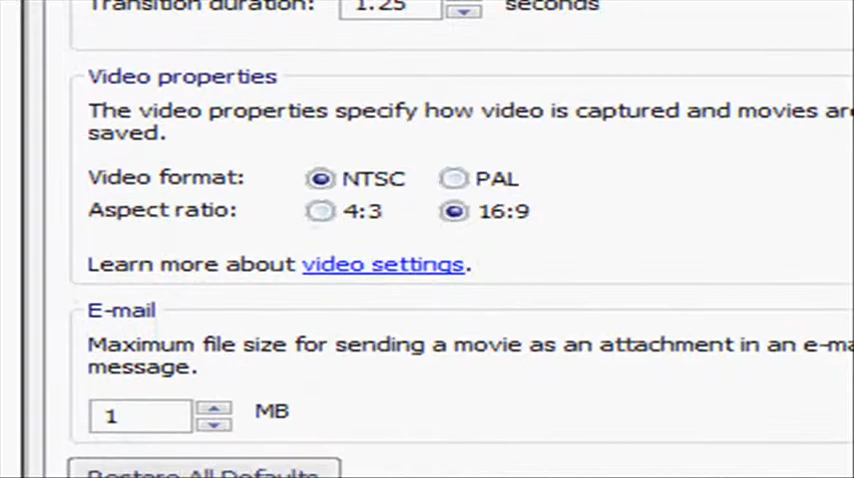 Transition duration: 1.25 seconds
Video properties
The video properties specify how video is captured and movies are
saved.
Video format: NTSC PAL
Aspect ratio: 4:3 16:9
Learn more about video settings.
E-mail
Maximum file size for sending a movie as an attachment in an e-ma
message.
1 MB
Restore All Defaults